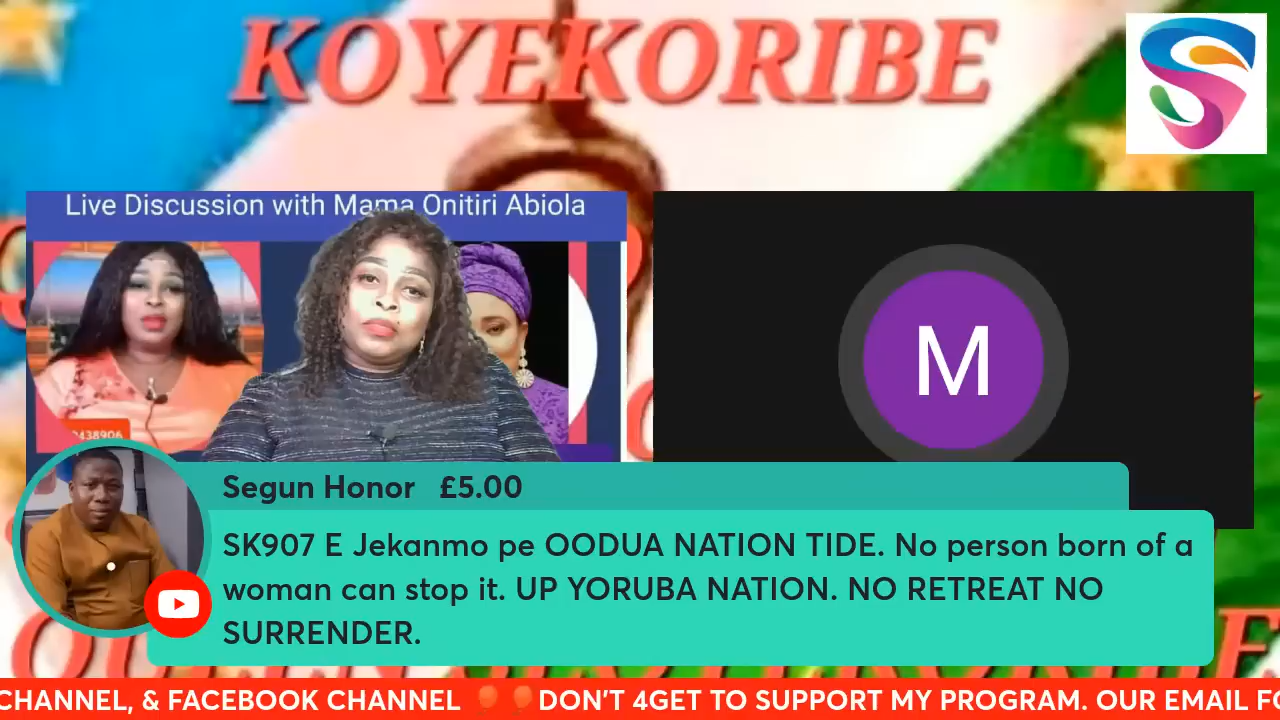 KOYEKORIBE
Live Discussion with Mama Onitiri Abiola
438906
M
Segun Honor £5.00
SK907 E Jekanmo pe OODUA NATION TIDE. No person born of a
woman can stop it. UP YORUBA NATION. NO RETREAT NO
SURRENDER.
CHANNEL, & FACEBOOK CHANNEL DON'T 4GET TO SUPPORT MY PROGRAM. OUR EMAIL FO